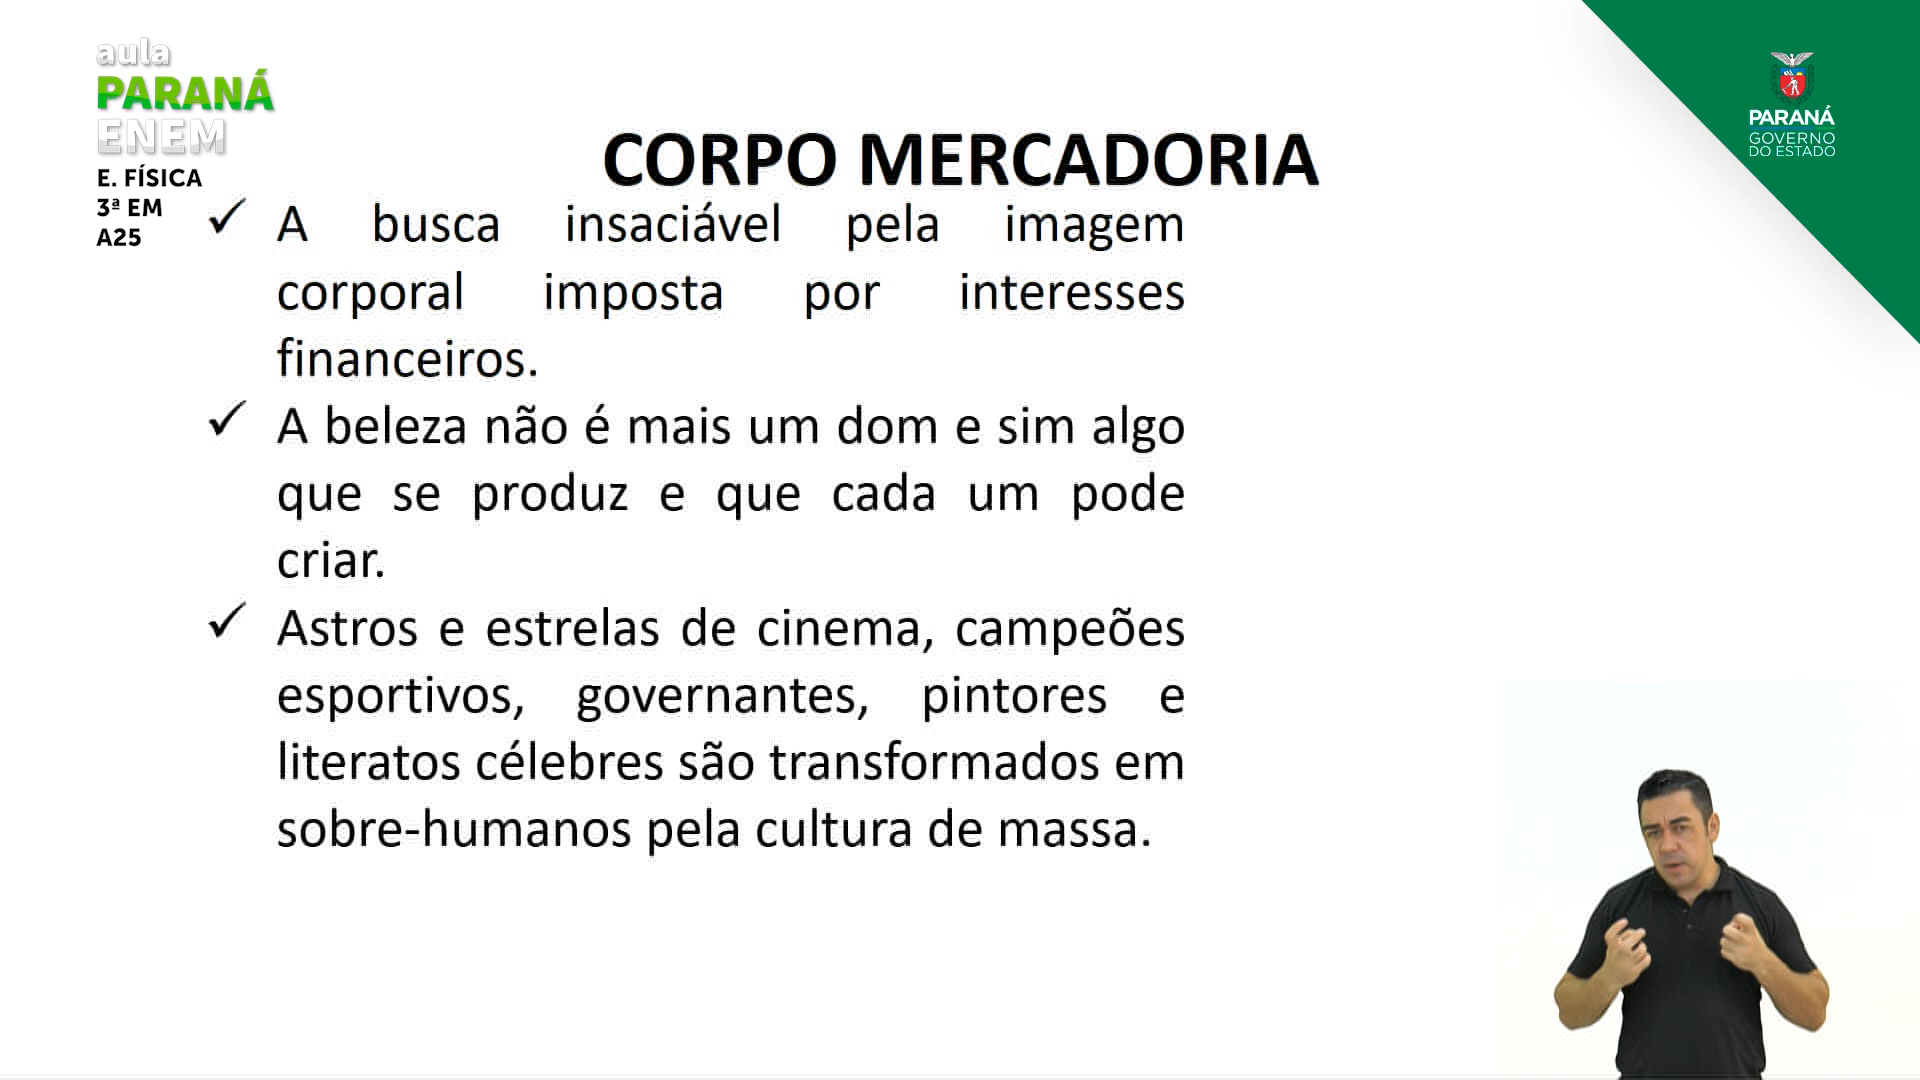 aula
PARANÁ
ENEM
E. FÍSICA
3ª EM
A25
PARANÁ
GOVERNO
DO ESTADO
CORPO MERCADORIA
✓ A busca insaciável pela imagem
corporal imposta por interesses
financeiros.
✓ A beleza não é mais um dom e sim algo
que se produz e que cada um pode
criar.
✓ Astros e estrelas de cinema, campeões
esportivos, governantes, pintores e
literatos célebres são transformados em
sobre-humanos pela cultura de massa.